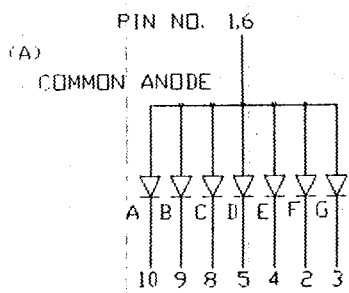 PIN NO. 1,6
(A)
COMMON ANODE
A B C D E F G
10 9 8 5 4 2 3